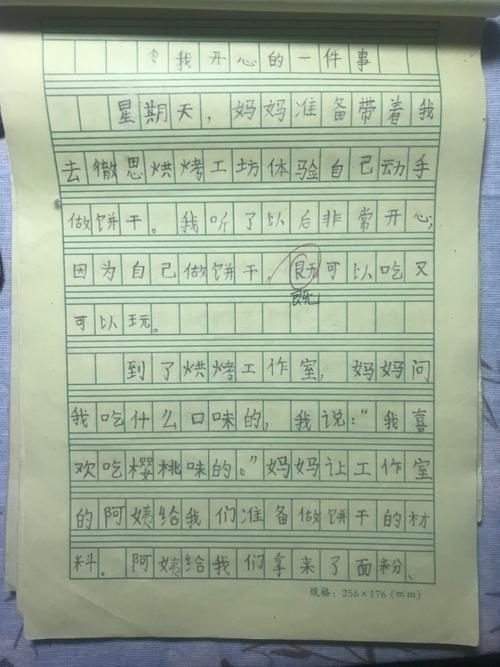 令我开心的一件事
星期天，妈妈准备带着我
去徹思烘烤工坊体验自己动手
做饼干。我听了以后非常开心，
因为自己做饼干，既可以吃又
既
可以玩。
到了烘烤工作室，妈妈问
我吃什么口味的，我说：“我喜
欢吃樱桃味的。”妈妈让工作室
的阿姨给我们准备做饼干的材
料。阿姨给我们拿来了面粉、
规格：256×176(mm)